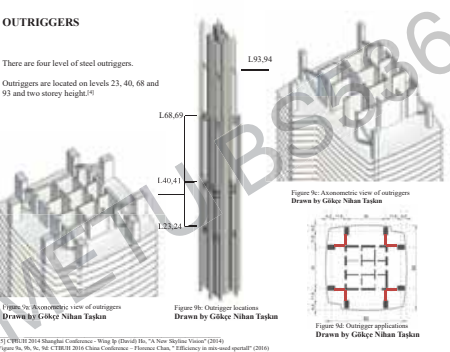 OUTRIGGERS
There are four level of steel outriggers.
Outriggers are located on levels 23, 40, 68 and
93 and two storey height.[4]
L93,94
L68,69
L40,41
L23,24
Figure 9c: Axonometric view of outriggers
Drawn by Gökçe Nihan Taşkın
Figure 9a: Axonometric view of outriggers
Drawn by Gökçe Nihan Taşkın
Figure 9b: Outrigger locations
Drawn by Gökçe Nihan Taşkın
Figure 9d: Outrigger applications
Drawn by Gökçe Nihan Taşkın
[5] CTBUH 2014 Shanghai Conference - Wing Ip (David) Ho, "A New Skyline Vision" (2014)
Figure 9a, 9b, 9c, 9d: CTBUH 2016 China Conference – Florence Chan, " Efficiency in mix-used spertall" (2016)
METU BS536